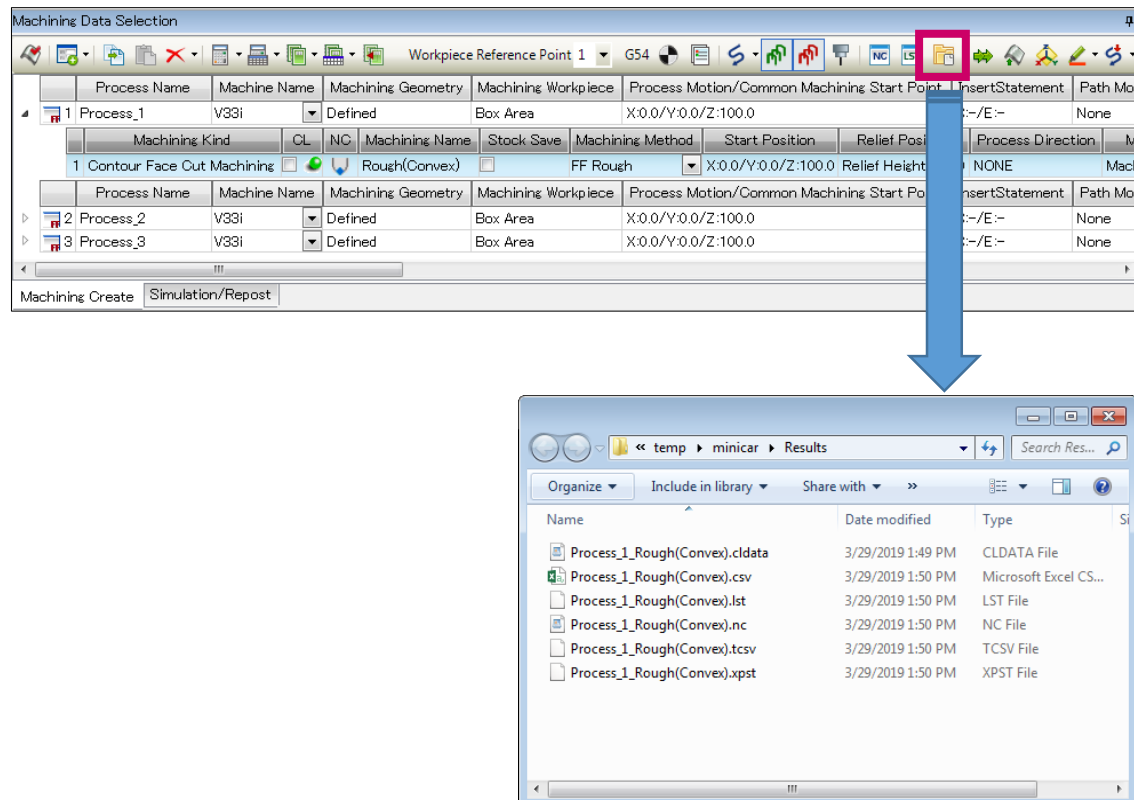 Machining Data Selection
Workpiece Reference Point 1 G54 NC LS
Process Name Machine Name Machining Geometry Machining Workpiece Process Motion/Common Machining Start Point InsertStatement Path Mo
1 Process_1 V33i Defined Box Area X:0.0/Y:0.0/Z:100.0 :-/E:- None
Machining Kind CL NC Machining Name Stock Save Machining Method Start Position Relief Posi Process Direction M
1 Contour Face Cut Machining Rough(Convex) FF Rough X:0.0/Y:0.0/Z:100.0 Relief Height NONE Mach
Process Name Machine Name Machining Geometry Machining Workpiece Process Motion/Common Machining Start Po nsertStatement Path Mo
2 Process_2 V33i Defined Box Area X:0.0/Y:0.0/Z:100.0 :-/E:- None
3 Process_3 V33i Defined Box Area X:0.0/Y:0.0/Z:100.0 :-/E:- None
Machining Create Simulation/Repost
« temp minicar Results Search Res...
Organize Include in library Share with »
Name Date modified Type Si
Process_1_Rough(Convex).cldata 3/29/2019 1:49 PM CLDATA File
Process_1_Rough(Convex).csv 3/29/2019 1:50 PM Microsoft Excel CS...
Process_1_Rough(Convex).lst 3/29/2019 1:50 PM LST File
Process_1_Rough(Convex).nc 3/29/2019 1:50 PM NC File
Process_1_Rough(Convex).tcsv 3/29/2019 1:50 PM TCSV File
Process_1_Rough(Convex).xpst 3/29/2019 1:50 PM XPST File